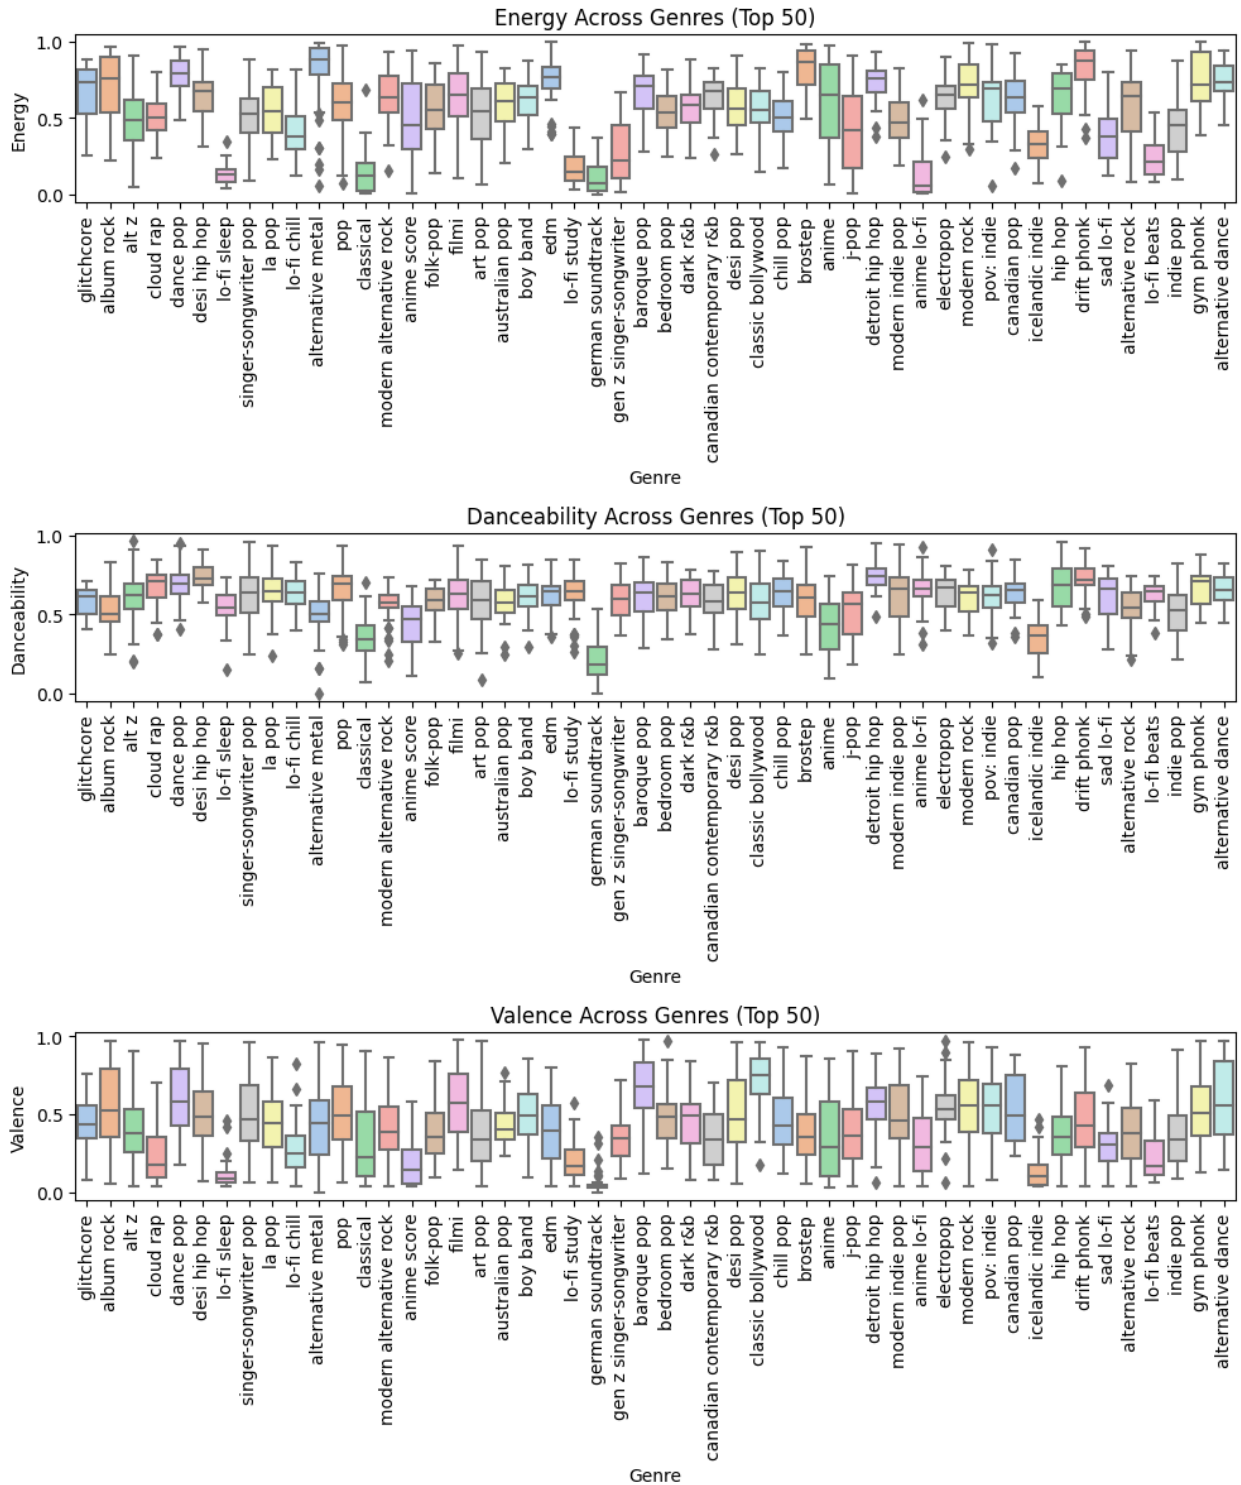 Energy Across Genres (Top 50)
1.0
0.5
0.0
Energy
glitchcore
album rock
alt z
cloud rap
dance pop
desi hip hop
lo-fi sleep
singer-songwriter pop
la pop
lo-fi chill
alternative metal
pop
classical
modern alternative rock
anime score
folk-pop
filmi
art pop
australian pop
boy band
edm
lo-fi study
german soundtrack
gen z singer-songwriter
baroque pop
bedroom pop
dark r&b
canadian contemporary r&b
desi pop
classic bollywood
chill pop
brostep
anime
j-pop
detroit hip hop
modern indie pop
anime lo-fi
electropop
modern rock
pov: indie
canadian pop
icelandic indie
hip hop
drift phonk
sad lo-fi
alternative rock
lo-fi beats
indie pop
gym phonk
alternative dance
Genre
Danceability Across Genres (Top 50)
1.0
0.5
0.0
Danceability
glitchcore
album rock
alt z
cloud rap
dance pop
desi hip hop
lo-fi sleep
singer-songwriter pop
la pop
lo-fi chill
alternative metal
pop
classical
modern alternative rock
anime score
folk-pop
filmi
art pop
australian pop
boy band
edm
lo-fi study
german soundtrack
gen z singer-songwriter
baroque pop
bedroom pop
dark r&b
canadian contemporary r&b
desi pop
classic bollywood
chill pop
brostep
anime
j-pop
detroit hip hop
modern indie pop
anime lo-fi
electropop
modern rock
pov: indie
canadian pop
icelandic indie
hip hop
drift phonk
sad lo-fi
alternative rock
lo-fi beats
indie pop
gym phonk
alternative dance
Genre
Valence Across Genres (Top 50)
1.0
0.5
0.0
Valence
glitchcore
album rock
alt z
cloud rap
dance pop
desi hip hop
lo-fi sleep
singer-songwriter pop
la pop
lo-fi chill
alternative metal
pop
classical
modern alternative rock
anime score
folk-pop
filmi
art pop
australian pop
boy band
edm
lo-fi study
german soundtrack
gen z singer-songwriter
baroque pop
bedroom pop
dark r&b
canadian contemporary r&b
desi pop
classic bollywood
chill pop
brostep
anime
j-pop
detroit hip hop
modern indie pop
anime lo-fi
electropop
modern rock
pov: indie
canadian pop
icelandic indie
hip hop
drift phonk
sad lo-fi
alternative rock
lo-fi beats
indie pop
gym phonk
alternative dance
Genre